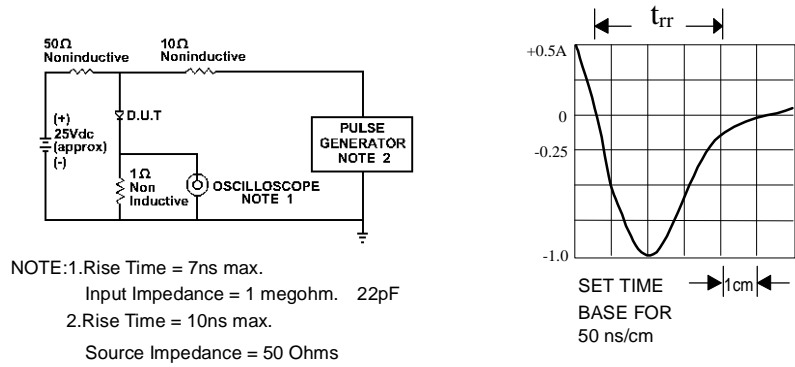 50Ω
Noninductive
10Ω
Noninductive
(+)
25Vdc
(approx)
(-)
D.U.T
1Ω
Non
Inductive
OSCILLOSCOPE
NOTE 1
PULSE
GENERATOR
NOTE 2
NOTE:1.Rise Time = 7ns max.
Input Impedance = 1 megohm. 22pF
2.Rise Time = 10ns max.
Source Impedance = 50 Ohms
trr
+0.5A
0
-0.25
-1.0
SET TIME
BASE FOR
50 ns/cm
1cm